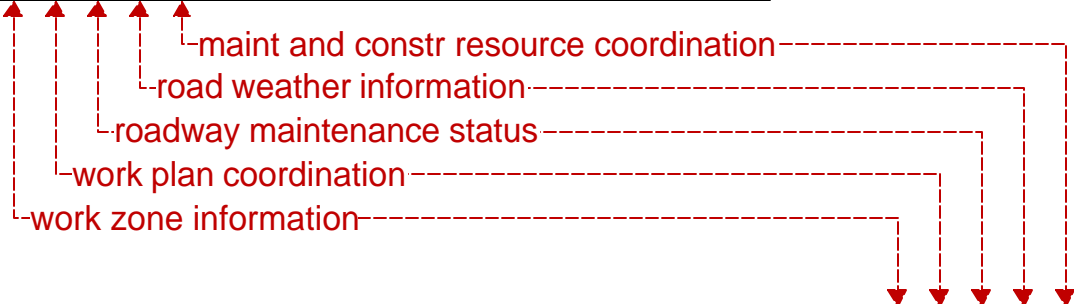 maint and constr resource coordination
road weather information
roadway maintenance status
work plan coordination
work zone information